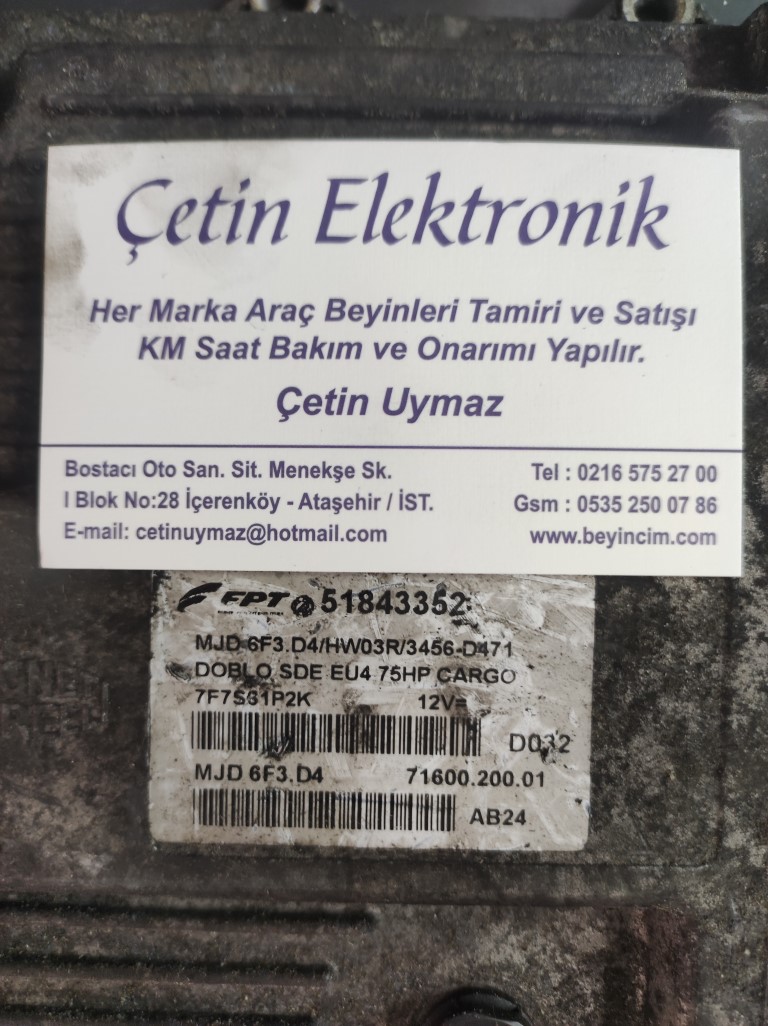 Çetin Elektronik
Her Marka Araç Beyinleri Tamiri ve Satışı
KM Saat Bakım ve Onarımı Yapılır.
Çetin Uymaz
Bostacı Oto San. Sit. Menekşe Sk.
I Blok No:28 İçerenköy - Ataşehir / İST.
E-mail: cetinuymaz@hotmail.com
Tel : 0216 575 27 00
Gsm : 0535 250 07 86
www.beyincim.com
FPT 51843352
MJD 6F3.D4/HW03R/3456-D471
DOBLO SDE EU4 75HP CARGO
12V=
D032
MJD 6F3.D4 71600.200.01
AB24